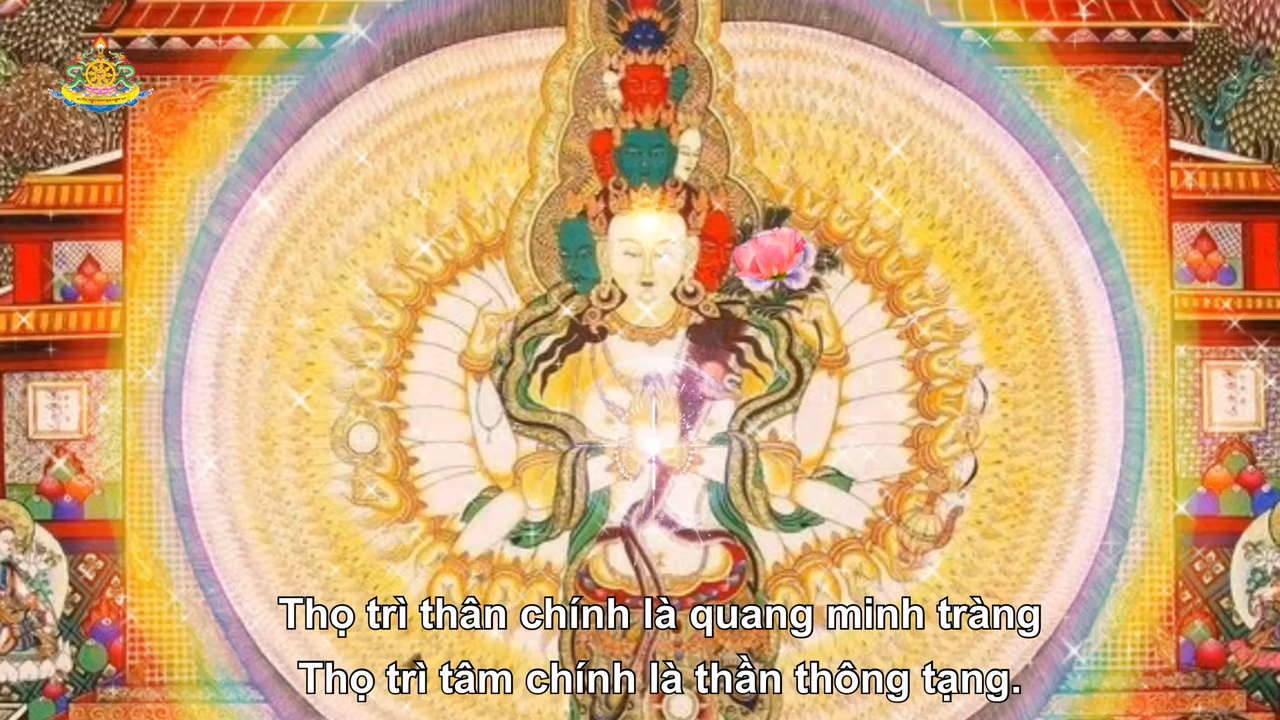 Thọ trì thân chính là quang minh tràng
Thọ trì tâm chính là thần thông tạng.